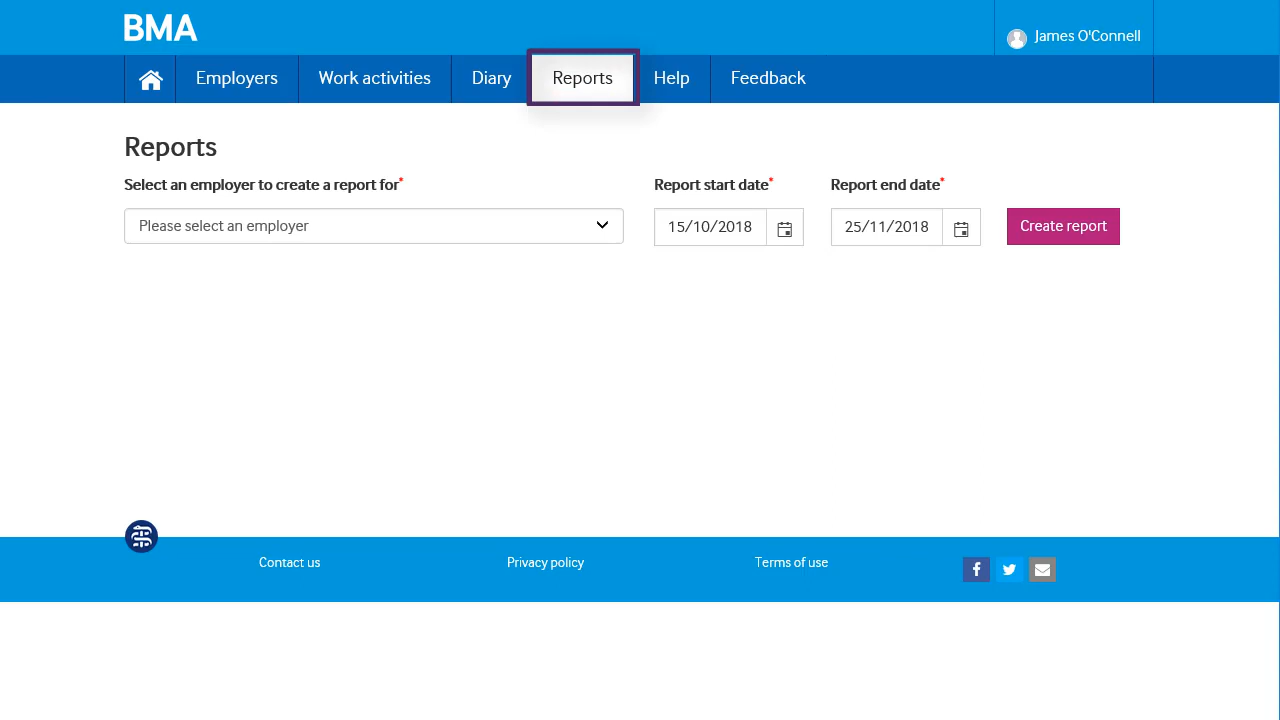 BMA
James O'Connell
Employers
Work activities
Diary
Reports
Help
Feedback
Reports
Select an employer to create a report for*
Report start date*
Report end date*
Please select an employer
15/10/2018
25/11/2018
Create report
Contact us
Privacy policy
Terms of use